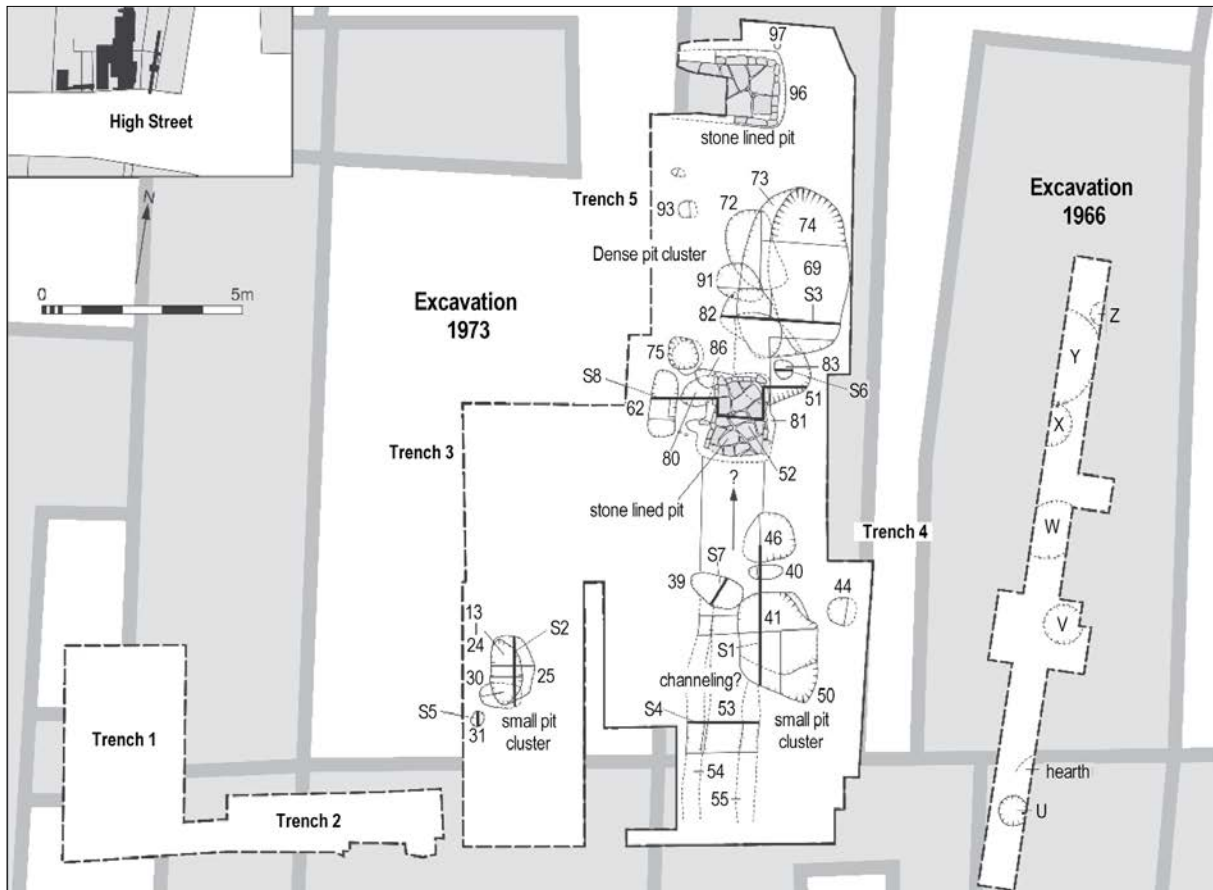 High Street
N
0
5m
Excavation
1973
Excavation
1966
Trench 5
97
96
stone lined pit
93
72
73
74
Dense pit cluster
91
69
S3
82
75
86
83
S8
S6
62
51
81
80
52
Trench 3
?
stone lined pit
Trench 4
46
S7
39
40
44
41
S1
13
24
S2
30
25
channeling?
50
S5
31
small pit
cluster
S4
53
small pit
cluster
54
55
Trench 1
Trench 2
Z
Y
X
W
V
hearth
U